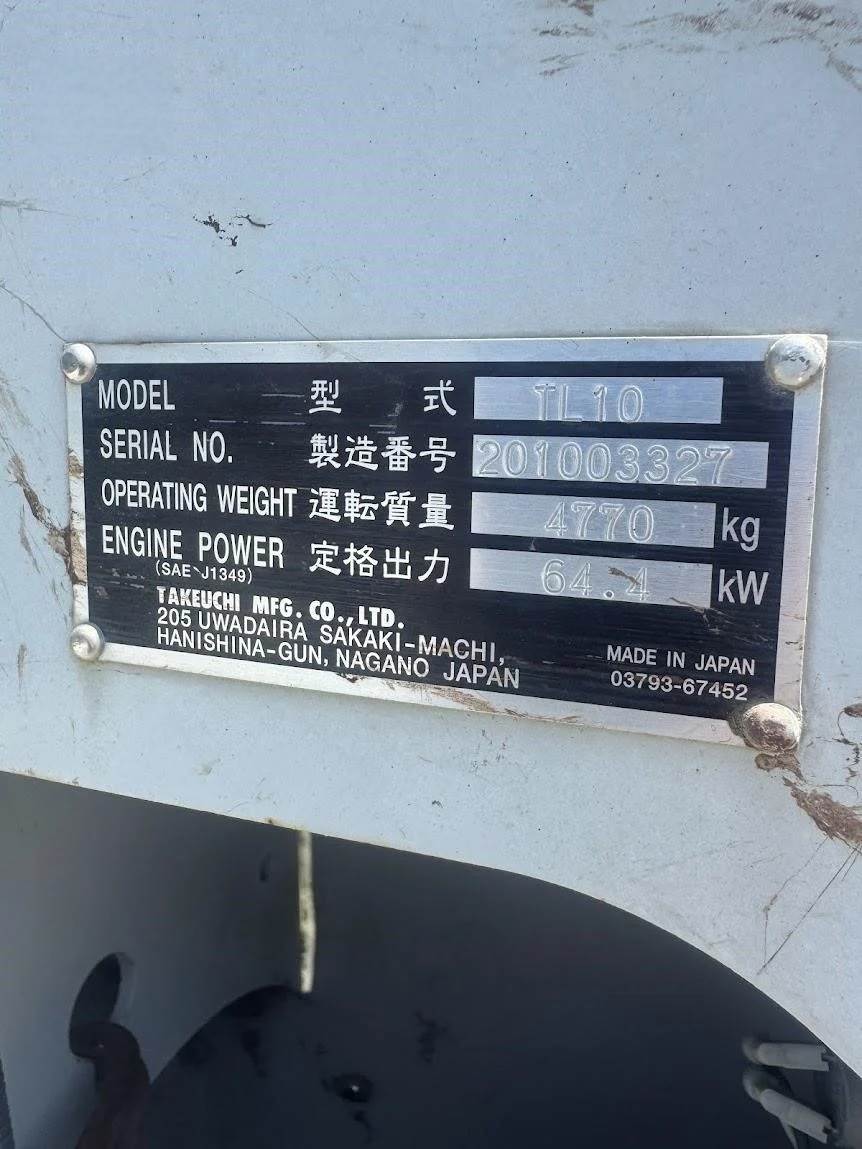 MODEL 型 式 TL10
SERIAL NO. 製造番号 201003327
OPERATING WEIGHT 運転質量 4770 kg
ENGINE POWER 定格出力 64.4 kW
(SAE J1349)
TAKEUCHI MFG. CO., LTD.
205 UWADAIRA SAKAKI-MACHI,
HANISHINA-GUN, NAGANO JAPAN
MADE IN JAPAN
03793-67452